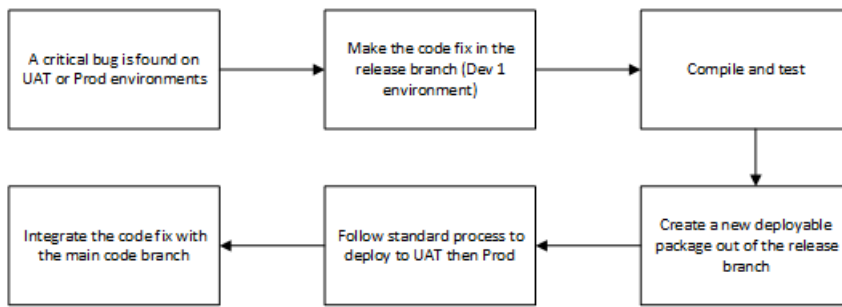 A critical bug is found on
UAT or Prod environments
Make the code fix in the
release branch (Dev 1
environment)
Compile and test
Create a new deployable
package out of the release
branch
Follow standard process to
deploy to UAT then Prod
Integrate the code fix with
the main code branch